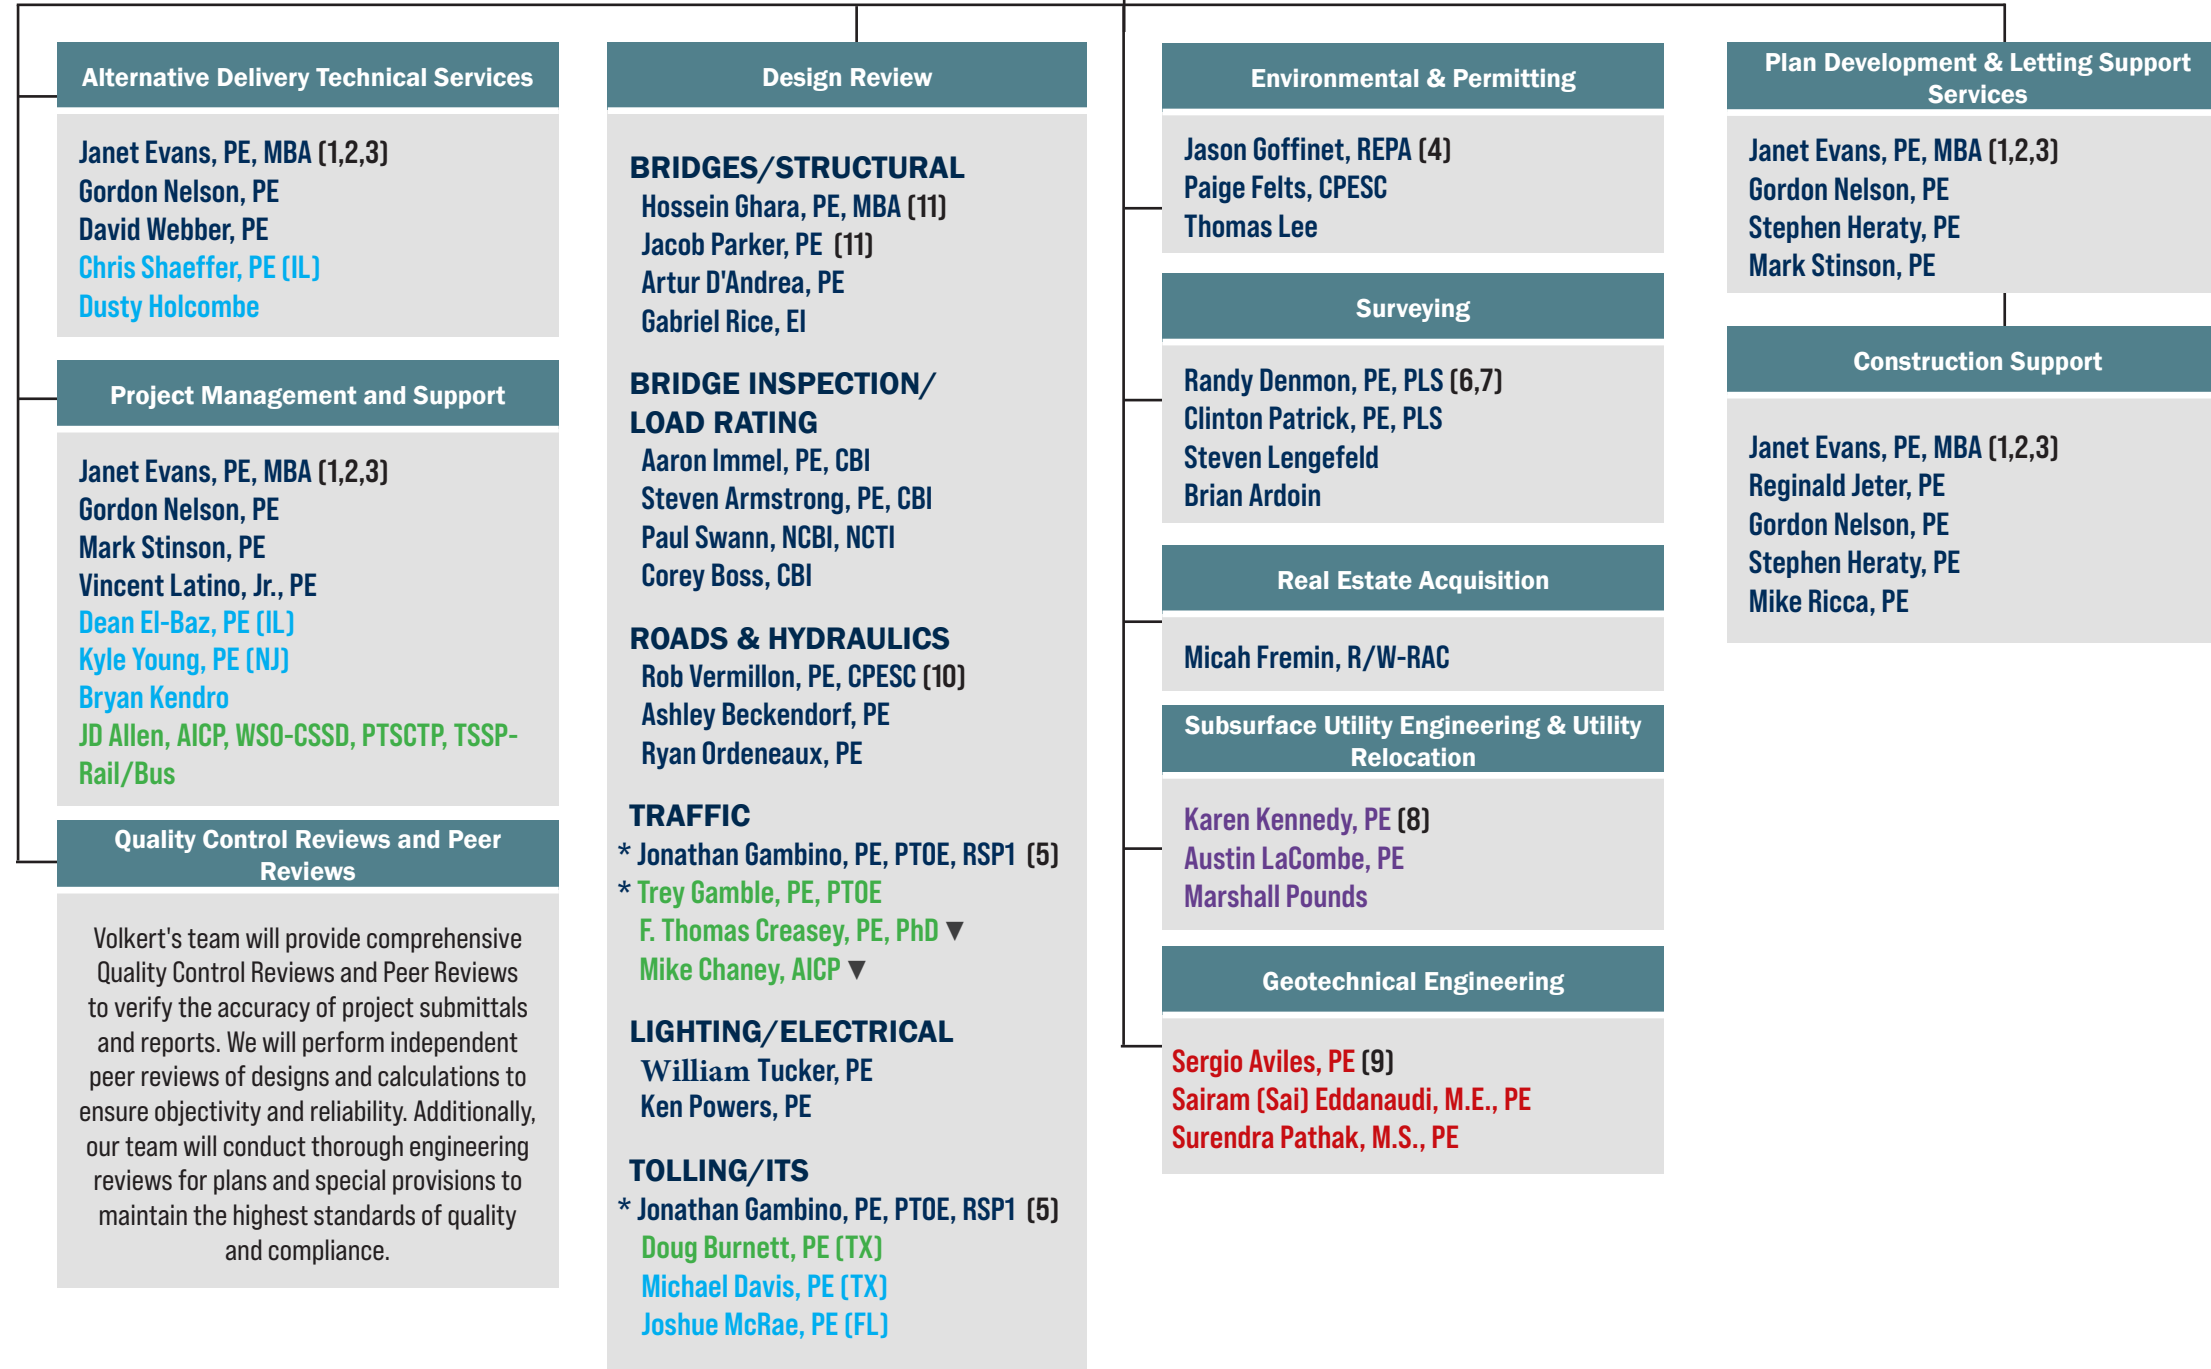 Alternative Delivery Technical Services
Janet Evans, PE, MBA (1,2,3)
Gordon Nelson, PE
David Webber, PE
Chris Shaeffer, PE (IL)
Dusty Holcombe
Project Management and Support
Janet Evans, PE, MBA (1,2,3)
Gordon Nelson, PE
Mark Stinson, PE
Vincent Latino, Jr., PE
Dean El-Baz, PE (IL)
Kyle Young, PE (NJ)
Bryan Kendro
JD Allen, AICP, WSO-CSSD, PTSCTP, TSSP-
Rail/Bus
Quality Control Reviews and Peer
Reviews
Volkert's team will provide comprehensive
Quality Control Reviews and Peer Reviews
to verify the accuracy of project submittals
and reports. We will perform independent
peer reviews of designs and calculations to
ensure objectivity and reliability. Additionally,
our team will conduct thorough engineering
reviews for plans and special provisions to
maintain the highest standards of quality
and compliance.
Design Review
BRIDGES/STRUCTURAL
Hossein Ghara, PE, MBA (11)
Jacob Parker, PE (11)
Artur D'Andrea, PE
Gabriel Rice, EI
BRIDGE INSPECTION/
LOAD RATING
Aaron Immel, PE, CBI
Steven Armstrong, PE, CBI
Paul Swann, NCBI, NCTI
Corey Boss, CBI
ROADS & HYDRAULICS
Rob Vermillon, PE, CPESC (10)
Ashley Beckendorf, PE
Ryan Ordeneaux, PE
TRAFFIC
* Jonathan Gambino, PE, PTOE, RSP1 (5)
* Trey Gamble, PE, PTOE
F. Thomas Creasey, PE, PhD ▼
Mike Chaney, AICP ▼
LIGHTING/ELECTRICAL
William Tucker, PE
Ken Powers, PE
TOLLING/ITS
* Jonathan Gambino, PE, PTOE, RSP1 (5)
Doug Burnett, PE (TX)
Michael Davis, PE (TX)
Joshue McRae, PE (FL)
Environmental & Permitting
Jason Goffinet, REPA (4)
Paige Felts, CPESC
Thomas Lee
Surveying
Randy Denmon, PE, PLS (6,7)
Clinton Patrick, PE, PLS
Steven Lengefeld
Brian Ardoin
Real Estate Acquisition
Micah Fremin, R/W-RAC
Subsurface Utility Engineering & Utility
Relocation
Karen Kennedy, PE (8)
Austin LaCombe, PE
Marshall Pounds
Geotechnical Engineering
Sergio Aviles, PE (9)
Sairam (Sai) Eddanaudi, M.E., PE
Surendra Pathak, M.S., PE
Plan Development & Letting Support
Services
Janet Evans, PE, MBA (1,2,3)
Gordon Nelson, PE
Stephen Heraty, PE
Mark Stinson, PE
Construction Support
Janet Evans, PE, MBA (1,2,3)
Reginald Jeter, PE
Gordon Nelson, PE
Stephen Heraty, PE
Mike Ricca, PE